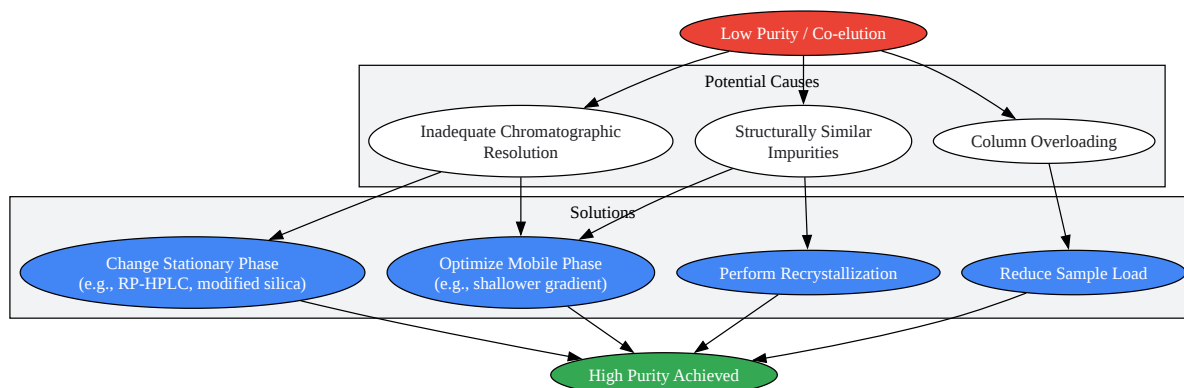 Low Purity / Co-elution
Potential Causes
Inadequate Chromatographic
Resolution
Structurally Similar
Impurities
Column Overloading
Solutions
Change Stationary Phase
(e.g., RP-HPLC, modified silica)
Optimize Mobile Phase
(e.g., shallower gradient)
Perform Recrystallization
Reduce Sample Load
High Purity Achieved